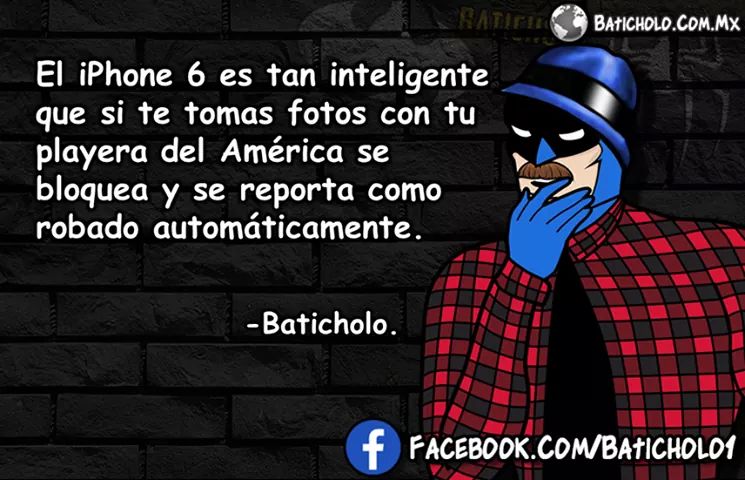 BATICHOLO.COM.MX
El iPhone 6 es tan inteligente
que si te tomas fotos con tu
playera del América se
bloquea y se reporta como
robado automáticamente.
-Baticholo.
FACEBOOK.COM/BATICHOLO1